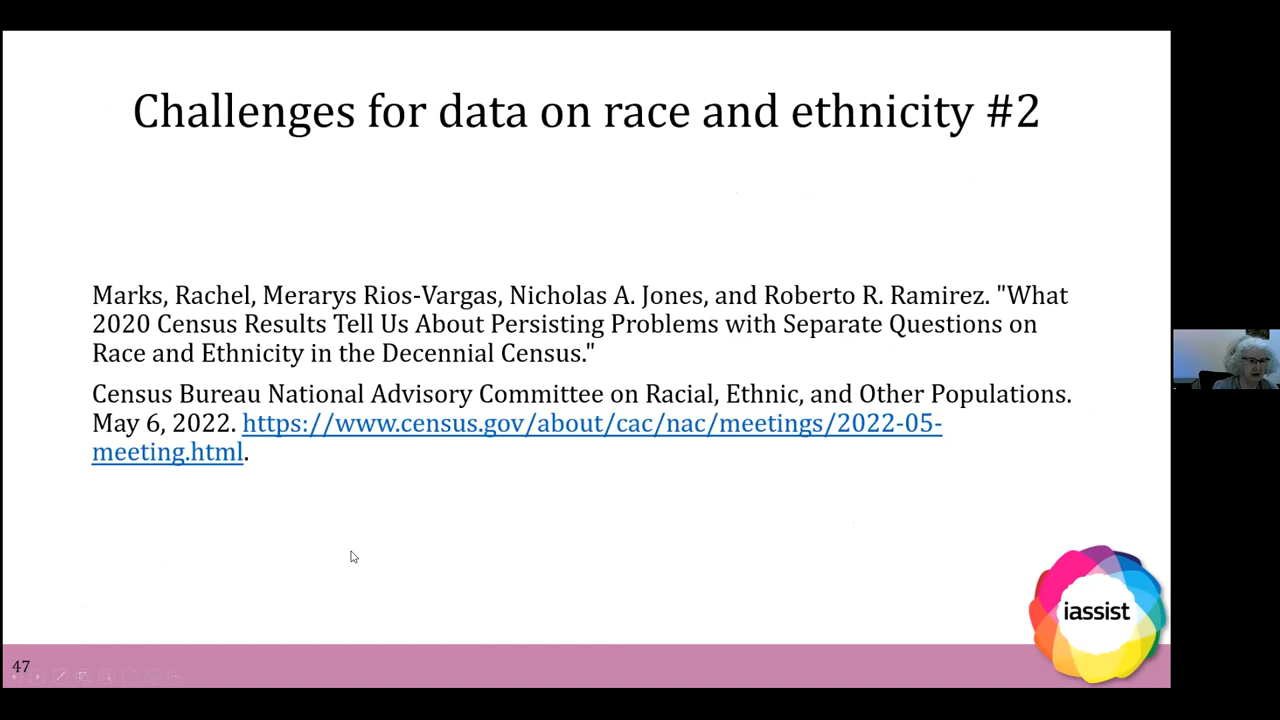 Challenges for data on race and ethnicity #2
Marks, Rachel, Merarys Rios-Vargas, Nicholas A. Jones, and Roberto R. Ramirez. "What
2020 Census Results Tell Us About Persisting Problems with Separate Questions on
Race and Ethnicity in the Decennial Census."
Census Bureau National Advisory Committee on Racial, Ethnic, and Other Populations.
May 6, 2022. https://www.census.gov/about/cac/nac/meetings/2022-05-
meeting.html.
iassist
47